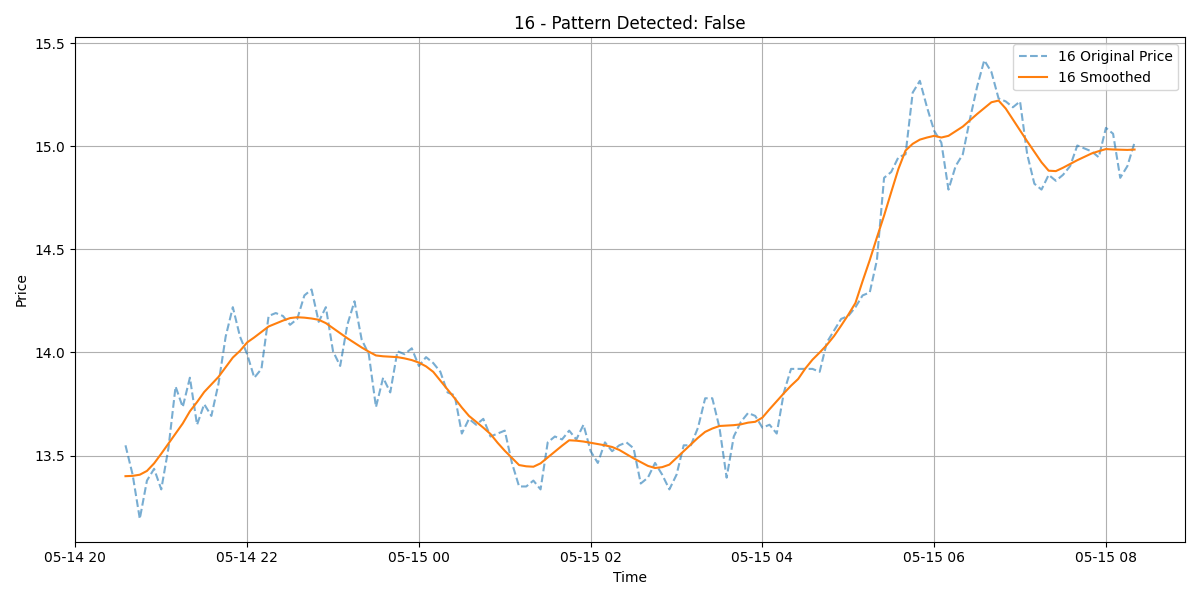 16 - Pattern Detected: False
16 Original Price
16 Smoothed
Price
15.5
15.0
14.5
14.0
13.5
05-14 20
05-14 22
05-15 00
05-15 02
05-15 04
05-15 06
05-15 08
Time